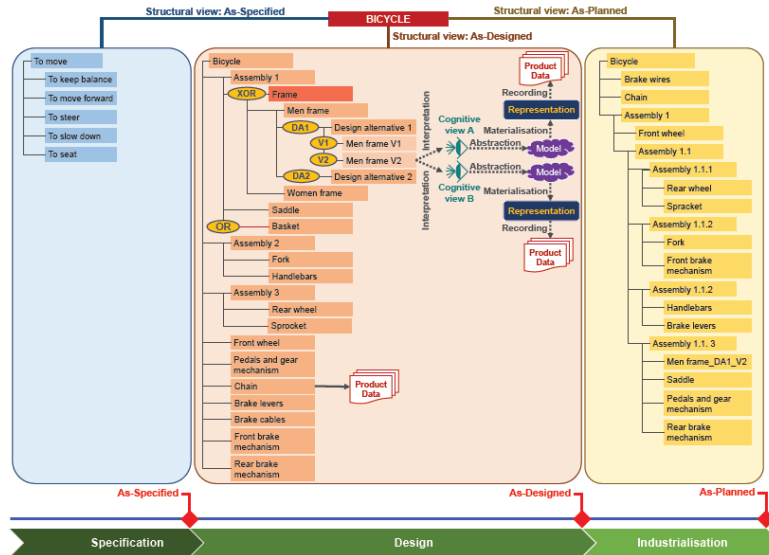 Structural view: As-Specified
BICYCLE
Structural view: As-Planned
Structural view: As-Designed
To move
To keep balance
To move forward
To steer
To slow down
To seat
Bicycle
Assembly 1
XOR
Frame
Men frame
DA1
Design alternative 1
V1
Men frame V1
V2
Men frame V2
DA2
Design alternative 2
Women frame
Saddle
OR
Basket
Assembly 2
Fork
Handlebars
Assembly 3
Rear wheel
Sprocket
Front wheel
Pedals and gear
mechanism
Chain
Product
Data
Brake levers
Brake cables
Front brake
mechanism
Rear brake
mechanism
Interpretation
Interpretation
Cognitive
view A
Cognitive
view B
Abstraction
Abstraction
Model
Model
Materialisation
Representation
Recording
Product
Data
Materialisation
Representation
Recording
Product
Data
Bicycle
Brake wires
Chain
Assembly 1
Front wheel
Assembly 1.1
Assembly 1.1.1
Rear wheel
Spracket
Assembly 1.1.2
Fork
Front brake
mechanism
Assembly 1.1.2
Handlebars
Brake levers
Assembly 1.1. 3
Men frame_DA1_V2
Saddle
Pedals and gear
mechanism
Rear brake
mechanism
As-Specified
As-Designed
As-Planned
Specification
Design
Industrialisation